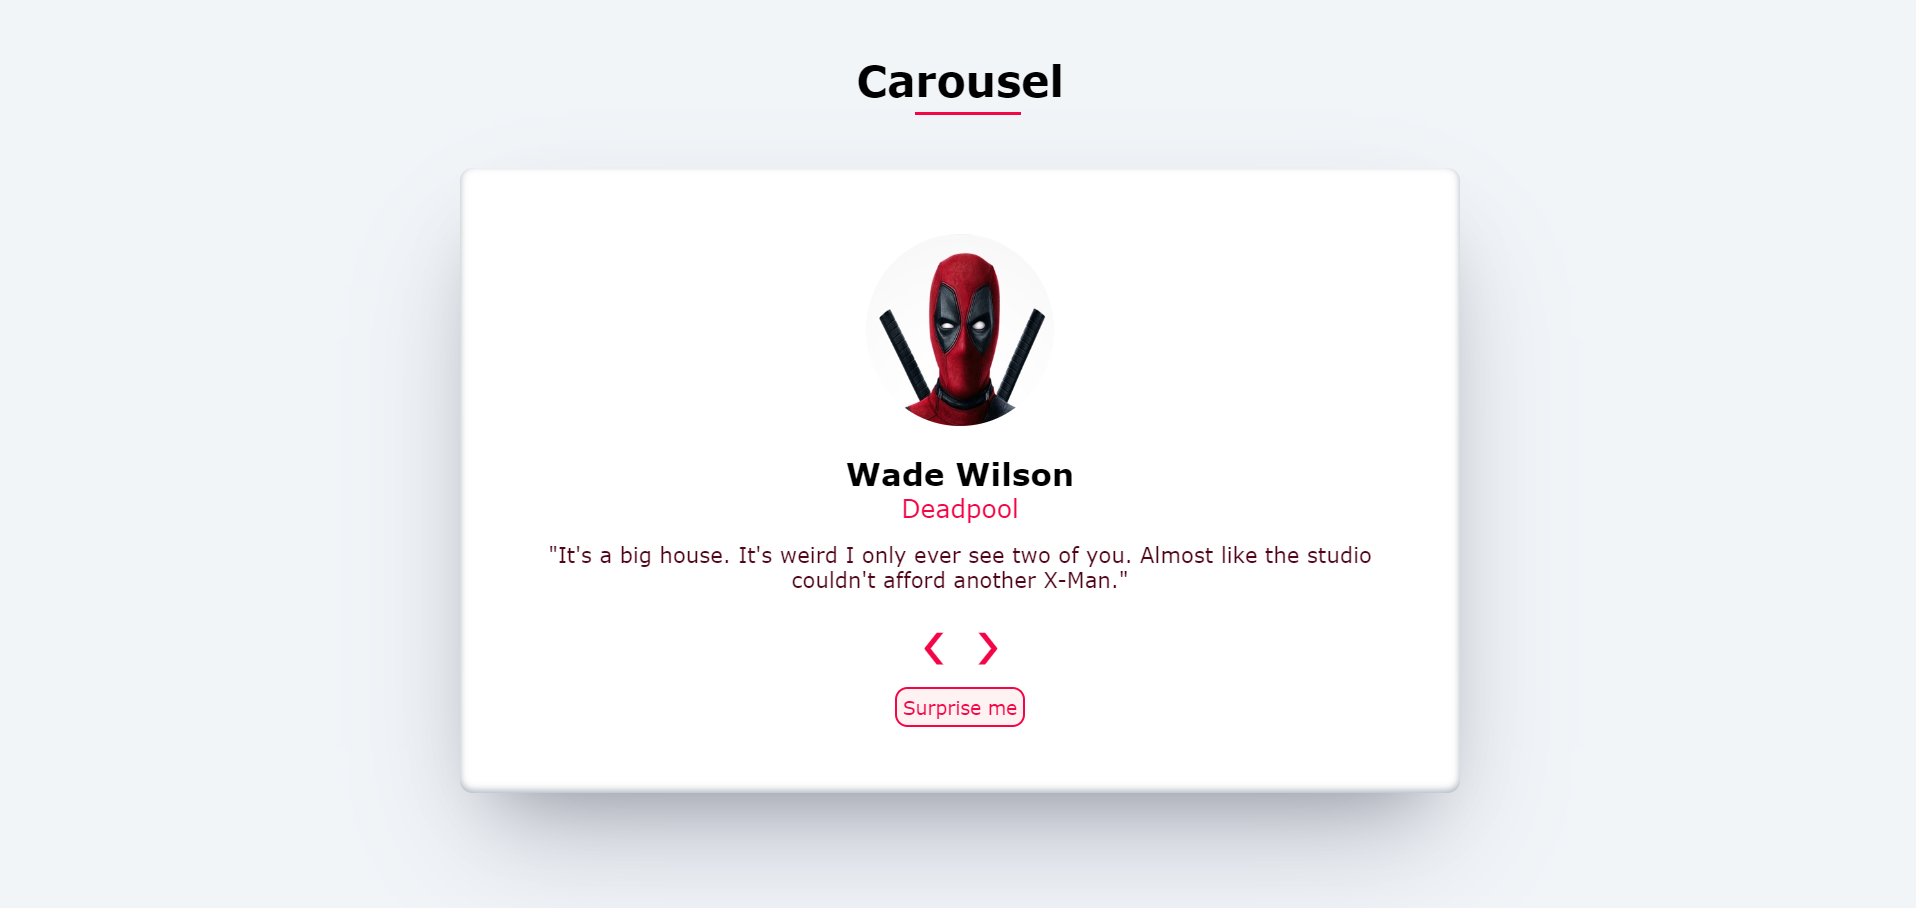 Carousel
Wade Wilson
Deadpool
"It's a big house. It's weird I only ever see two of you. Almost like the studio
couldn't afford another X-Man."
Surprise me